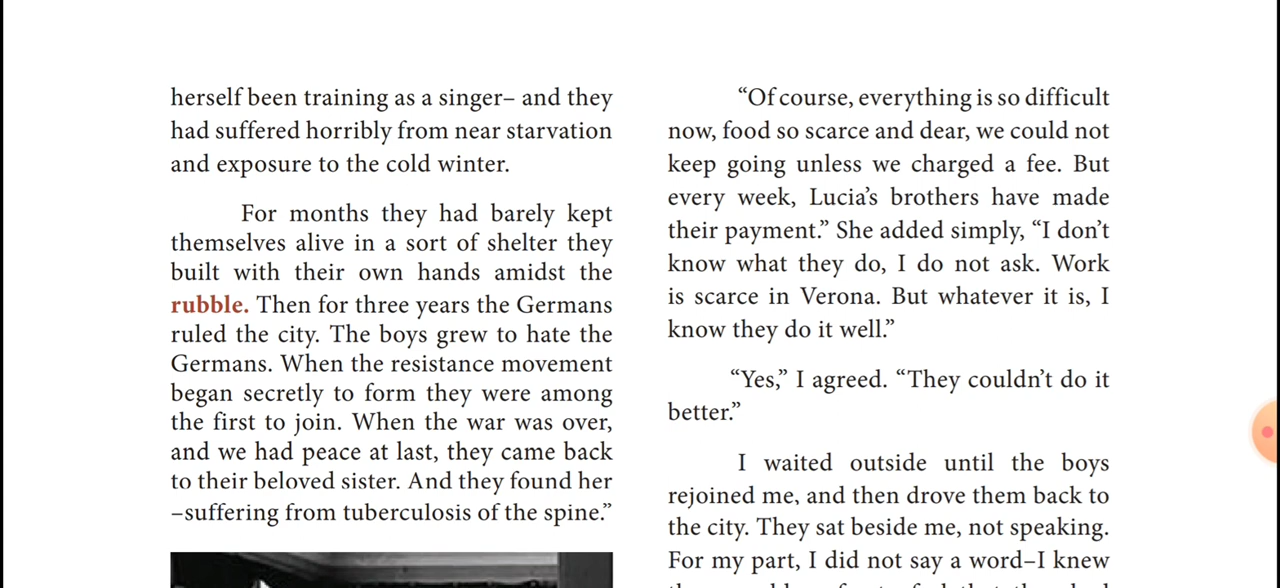 herself been training as a singer– and they
had suffered horribly from near starvation
and exposure to the cold winter.
For months they had barely kept
themselves alive in a sort of shelter they
built with their own hands amidst the
rubble. Then for three years the Germans
ruled the city. The boys grew to hate the
Germans. When the resistance movement
began secretly to form they were among
the first to join. When the war was over,
and we had peace at last, they came back
to their beloved sister. And they found her
–suffering from tuberculosis of the spine.”
“Of course, everything is so difficult
now, food so scarce and dear, we could not
keep going unless we charged a fee. But
every week, Lucia’s brothers have made
their payment.” She added simply, “I don’t
know what they do, I do not ask. Work
is scarce in Verona. But whatever it is, I
know they do it well.”
“Yes,” I agreed. “They couldn’t do it
better.”
I waited outside until the boys
rejoined me, and then drove them back to
the city. They sat beside me, not speaking.
For my part, I did not say a word–I knew